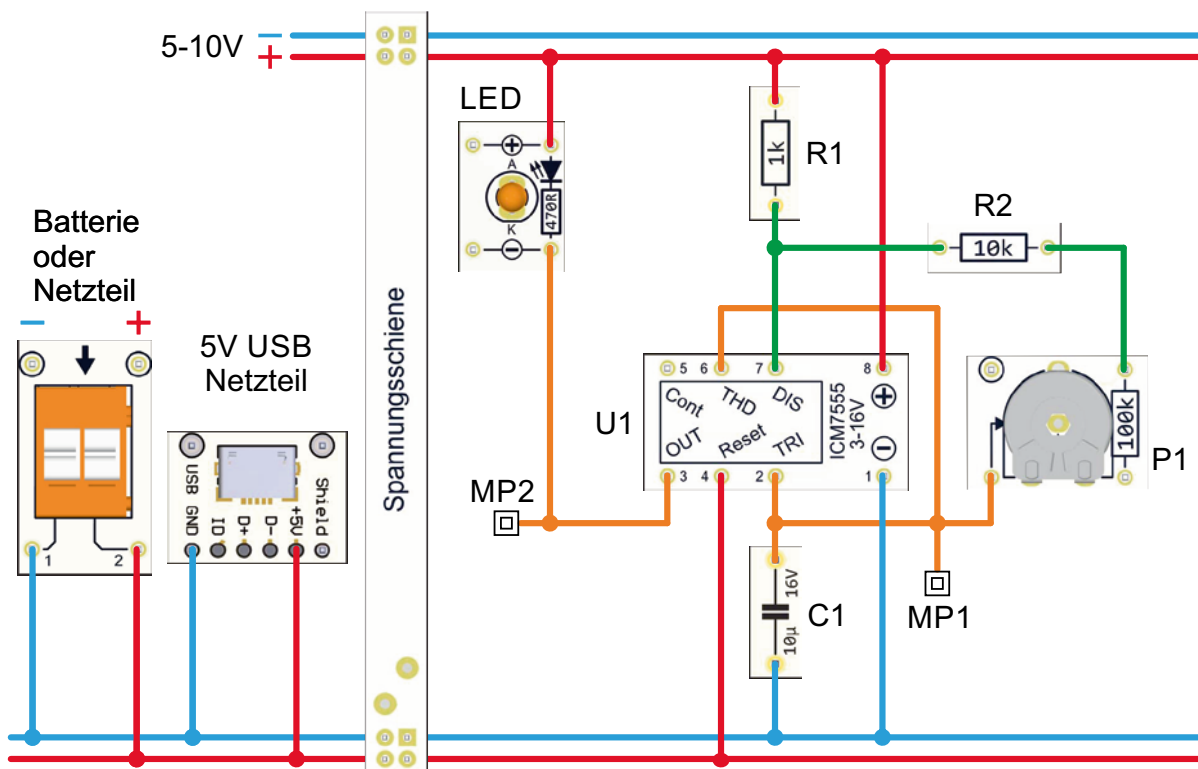 5-10V
−
+
LED
A
K
470R
1k
R1
R2
10k
Batterie
oder
Netzteil
−
+
1
2
5V USB
Netzteil
USB
GND
ID
D+
D-
+5V
Shield
Spannungsschiene
U1
5
6
7
8
Cont
THD
DIS
OUT
Reset
TRI
ICM7555
3-16V
3
4
2
1
100k
P1
MP2
MP1
16V
10µ
C1